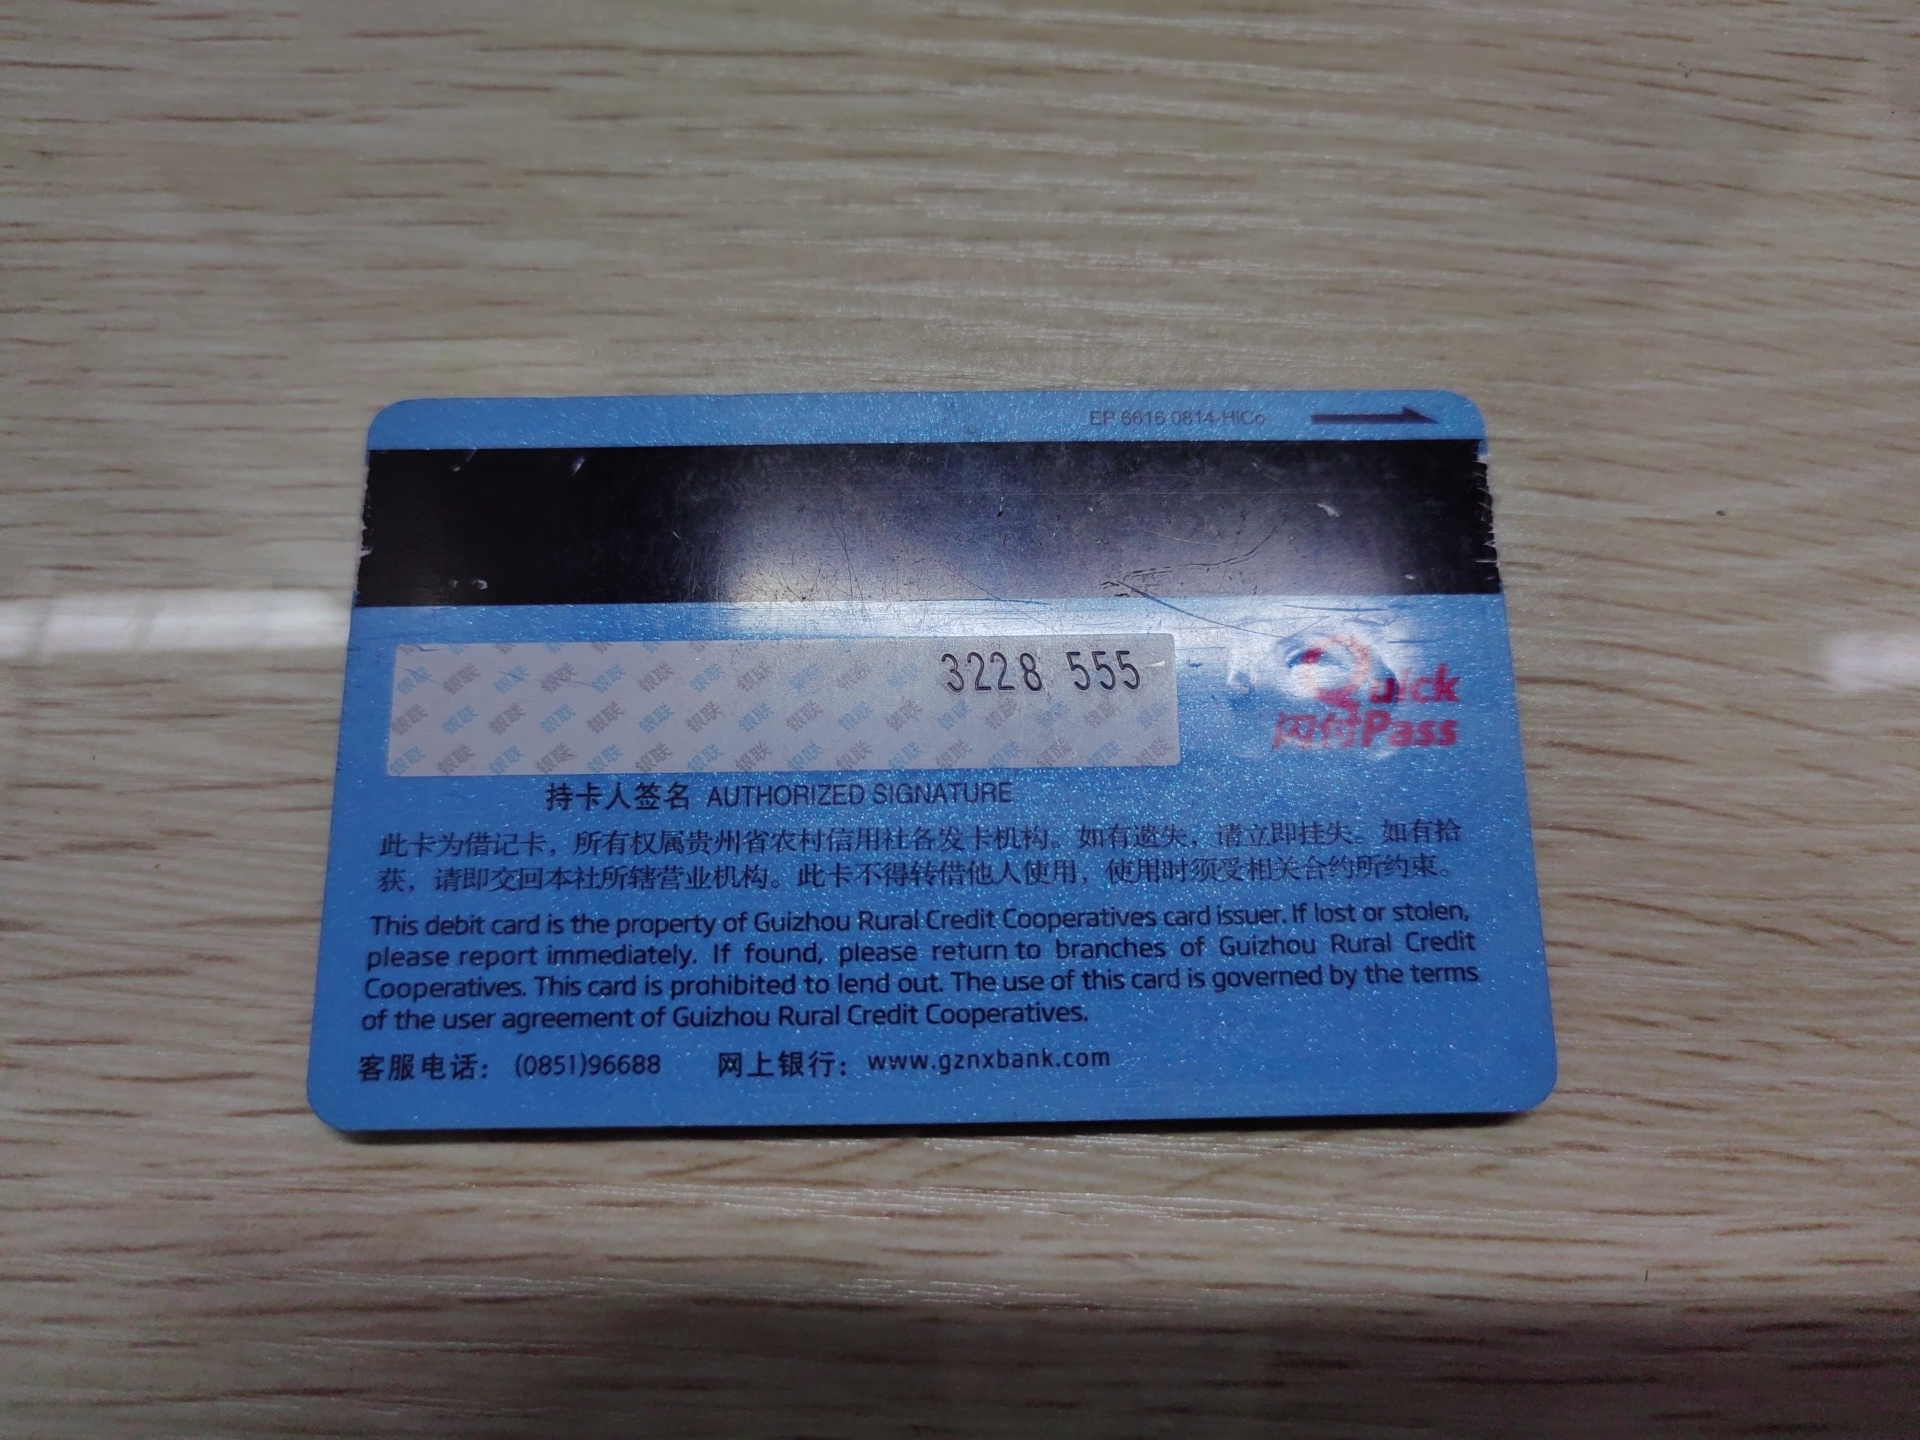 EP 6616 0814-HiCo
3228 555
Quick
闪付Pass
持卡人签名 AUTHORIZED SIGNATURE
此卡为借记卡，所有权属贵州省农村信用社各发卡机构。如有遗失，请立即挂失。如有拾
获，请即交回本社所辖营业机构。此卡不得转借他人使用，使用时须受相关合约所约束。
This debit card is the property of Guizhou Rural Credit Cooperatives card issuer. If lost or stolen,
please report immediately. If found, please return to branches of Guizhou Rural Credit
Cooperatives. This card is prohibited to lend out. The use of this card is governed by the terms
of the user agreement of Guizhou Rural Credit Cooperatives.
客服电话：(0851)96688 网上银行：www.gznxbank.com